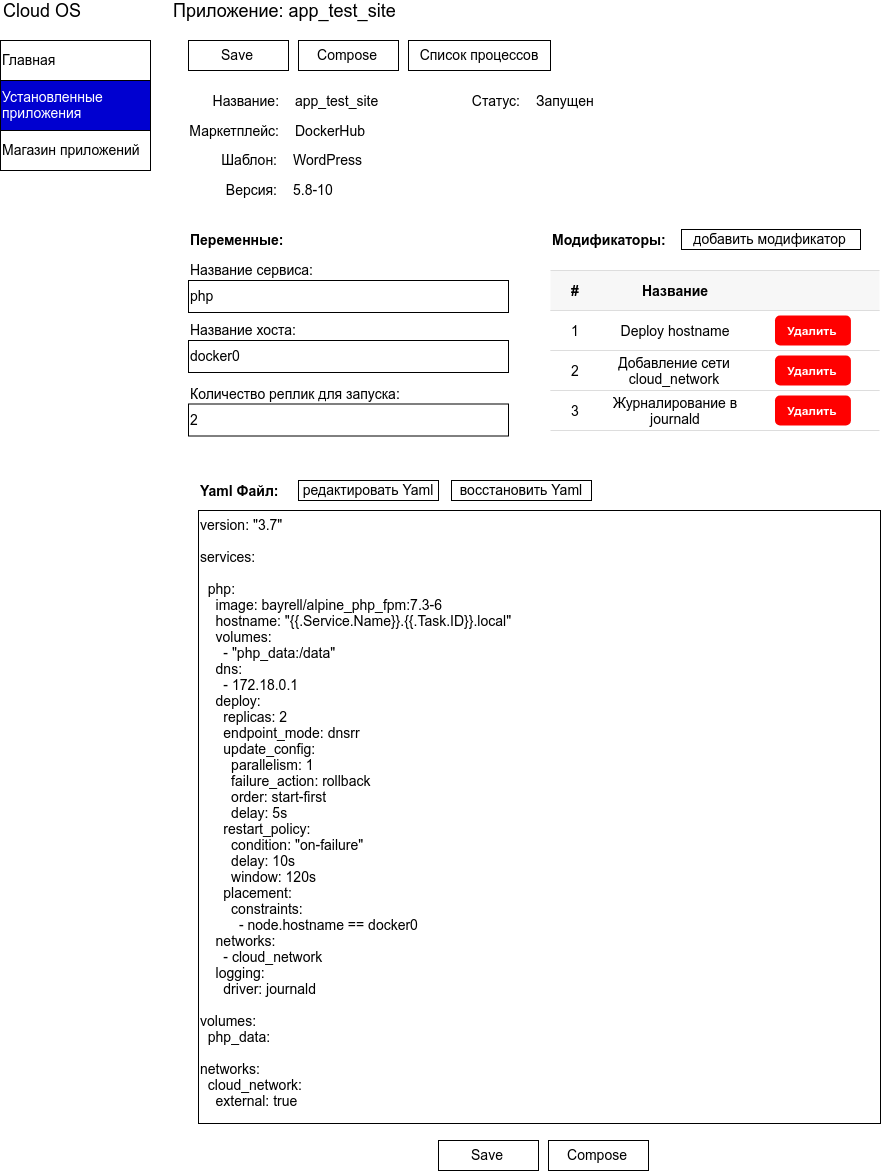 Cloud OS
Приложение: app_test_site
Главная
Установленные
приложения
Магазин приложений
Save
Compose
Список процессов
Название: app_test_site
Статус: Запущен
Маркетплейс: DockerHub
Шаблон: WordPress
Версия: 5.8-10
Переменные:
Название сервиса:
php
Название хоста:
docker0
Количество реплик для запуска:
2
Модификаторы:
добавить модификатор
# Название
1 Deploy hostname Удалить
2 Добавление сети
cloud_network Удалить
3 Журналирование в
journald Удалить
Yaml Файл:
редактировать Yaml
восстановить Yaml
version: "3.7"
services:
  php:
    image: bayrell/alpine_php_fpm:7.3-6
    hostname: "{{.Service.Name}}.{{.Task.ID}}.local"
    volumes:
      - "php_data:/data"
    dns:
      - 172.18.0.1
    deploy:
      replicas: 2
      endpoint_mode: dnsrr
      update_config:
        parallelism: 1
        failure_action: rollback
        order: start-first
        delay: 5s
      restart_policy:
        condition: "on-failure"
        delay: 10s
        window: 120s
      placement:
        constraints:
          - node.hostname == docker0
    networks:
      - cloud_network
    logging:
      driver: journald
volumes:
  php_data:
networks:
  cloud_network:
    external: true
Save
Compose